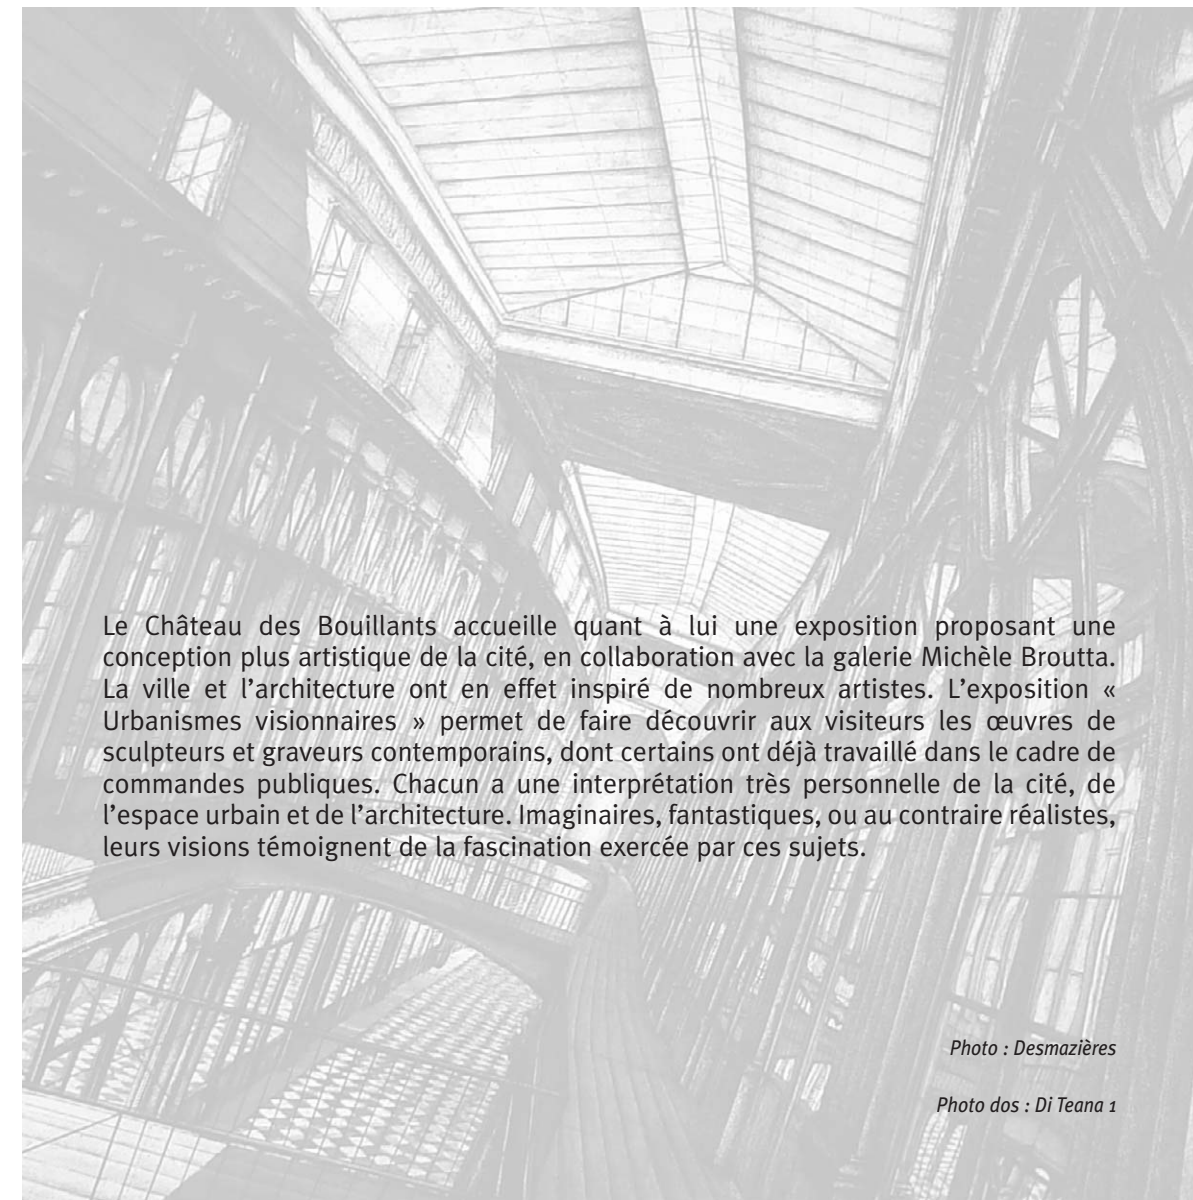 Le Château des Bouillants accueille quant à lui une exposition proposant une
conception plus artistique de la cité, en collaboration avec la galerie Michèle Broutta.
La ville et l’architecture ont en effet inspiré de nombreux artistes. L’exposition «
Urbanismes visionnaires » permet de faire découvrir aux visiteurs les œuvres de
sculpteurs et graveurs contemporains, dont certains ont déjà travaillé dans le cadre de
commandes publiques. Chacun a une interprétation très personnelle de la cité, de
l’espace urbain et de l’architecture. Imaginaires, fantastiques, ou au contraire réalistes,
leurs visions témoignent de la fascination exercée par ces sujets.
Photo : Desmazières
Photo dos : Di Teana 1